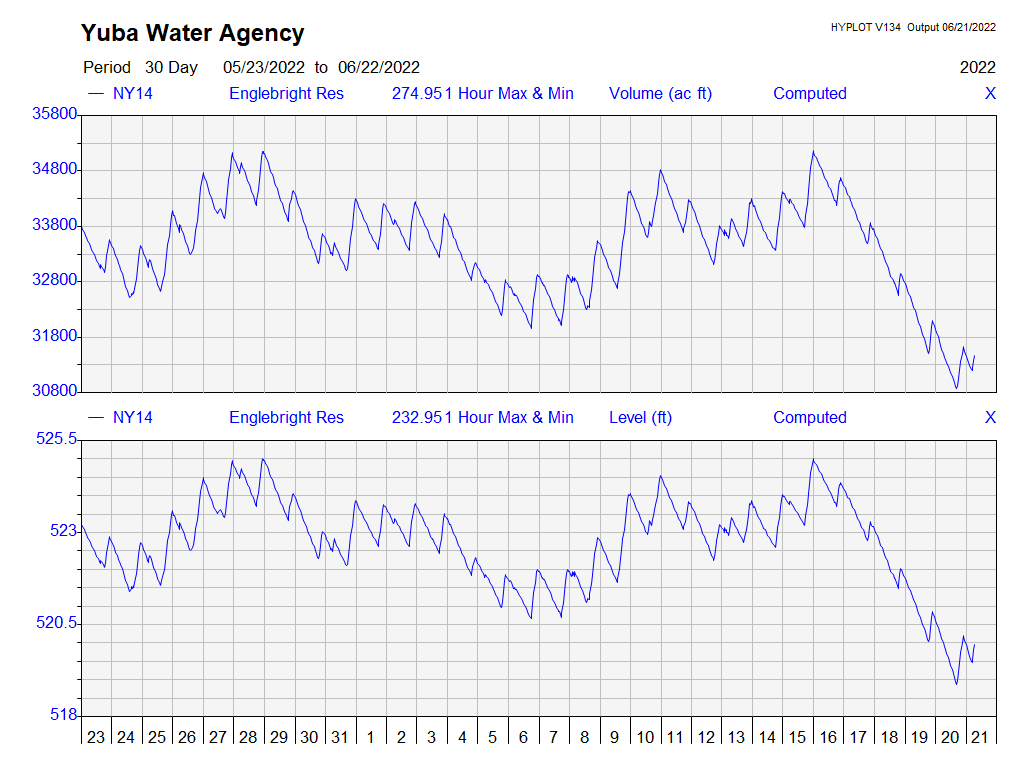 Yuba Water Agency
HYPLOT V134 Output 06/21/2022
Period 30 Day 05/23/2022 to 06/22/2022 2022
NY14 Englebright Res 274.951 Hour Max & Min Volume (ac ft) Computed X
35800
34800
33800
32800
31800
30800
NY14 Englebright Res 232.951 Hour Max & Min Level (ft) Computed X
525.5
523
520.5
518
23 24 25 26 27 28 29 30 31 1 2 3 4 5 6 7 8 9 10 11 12 13 14 15 16 17 18 19 20 21